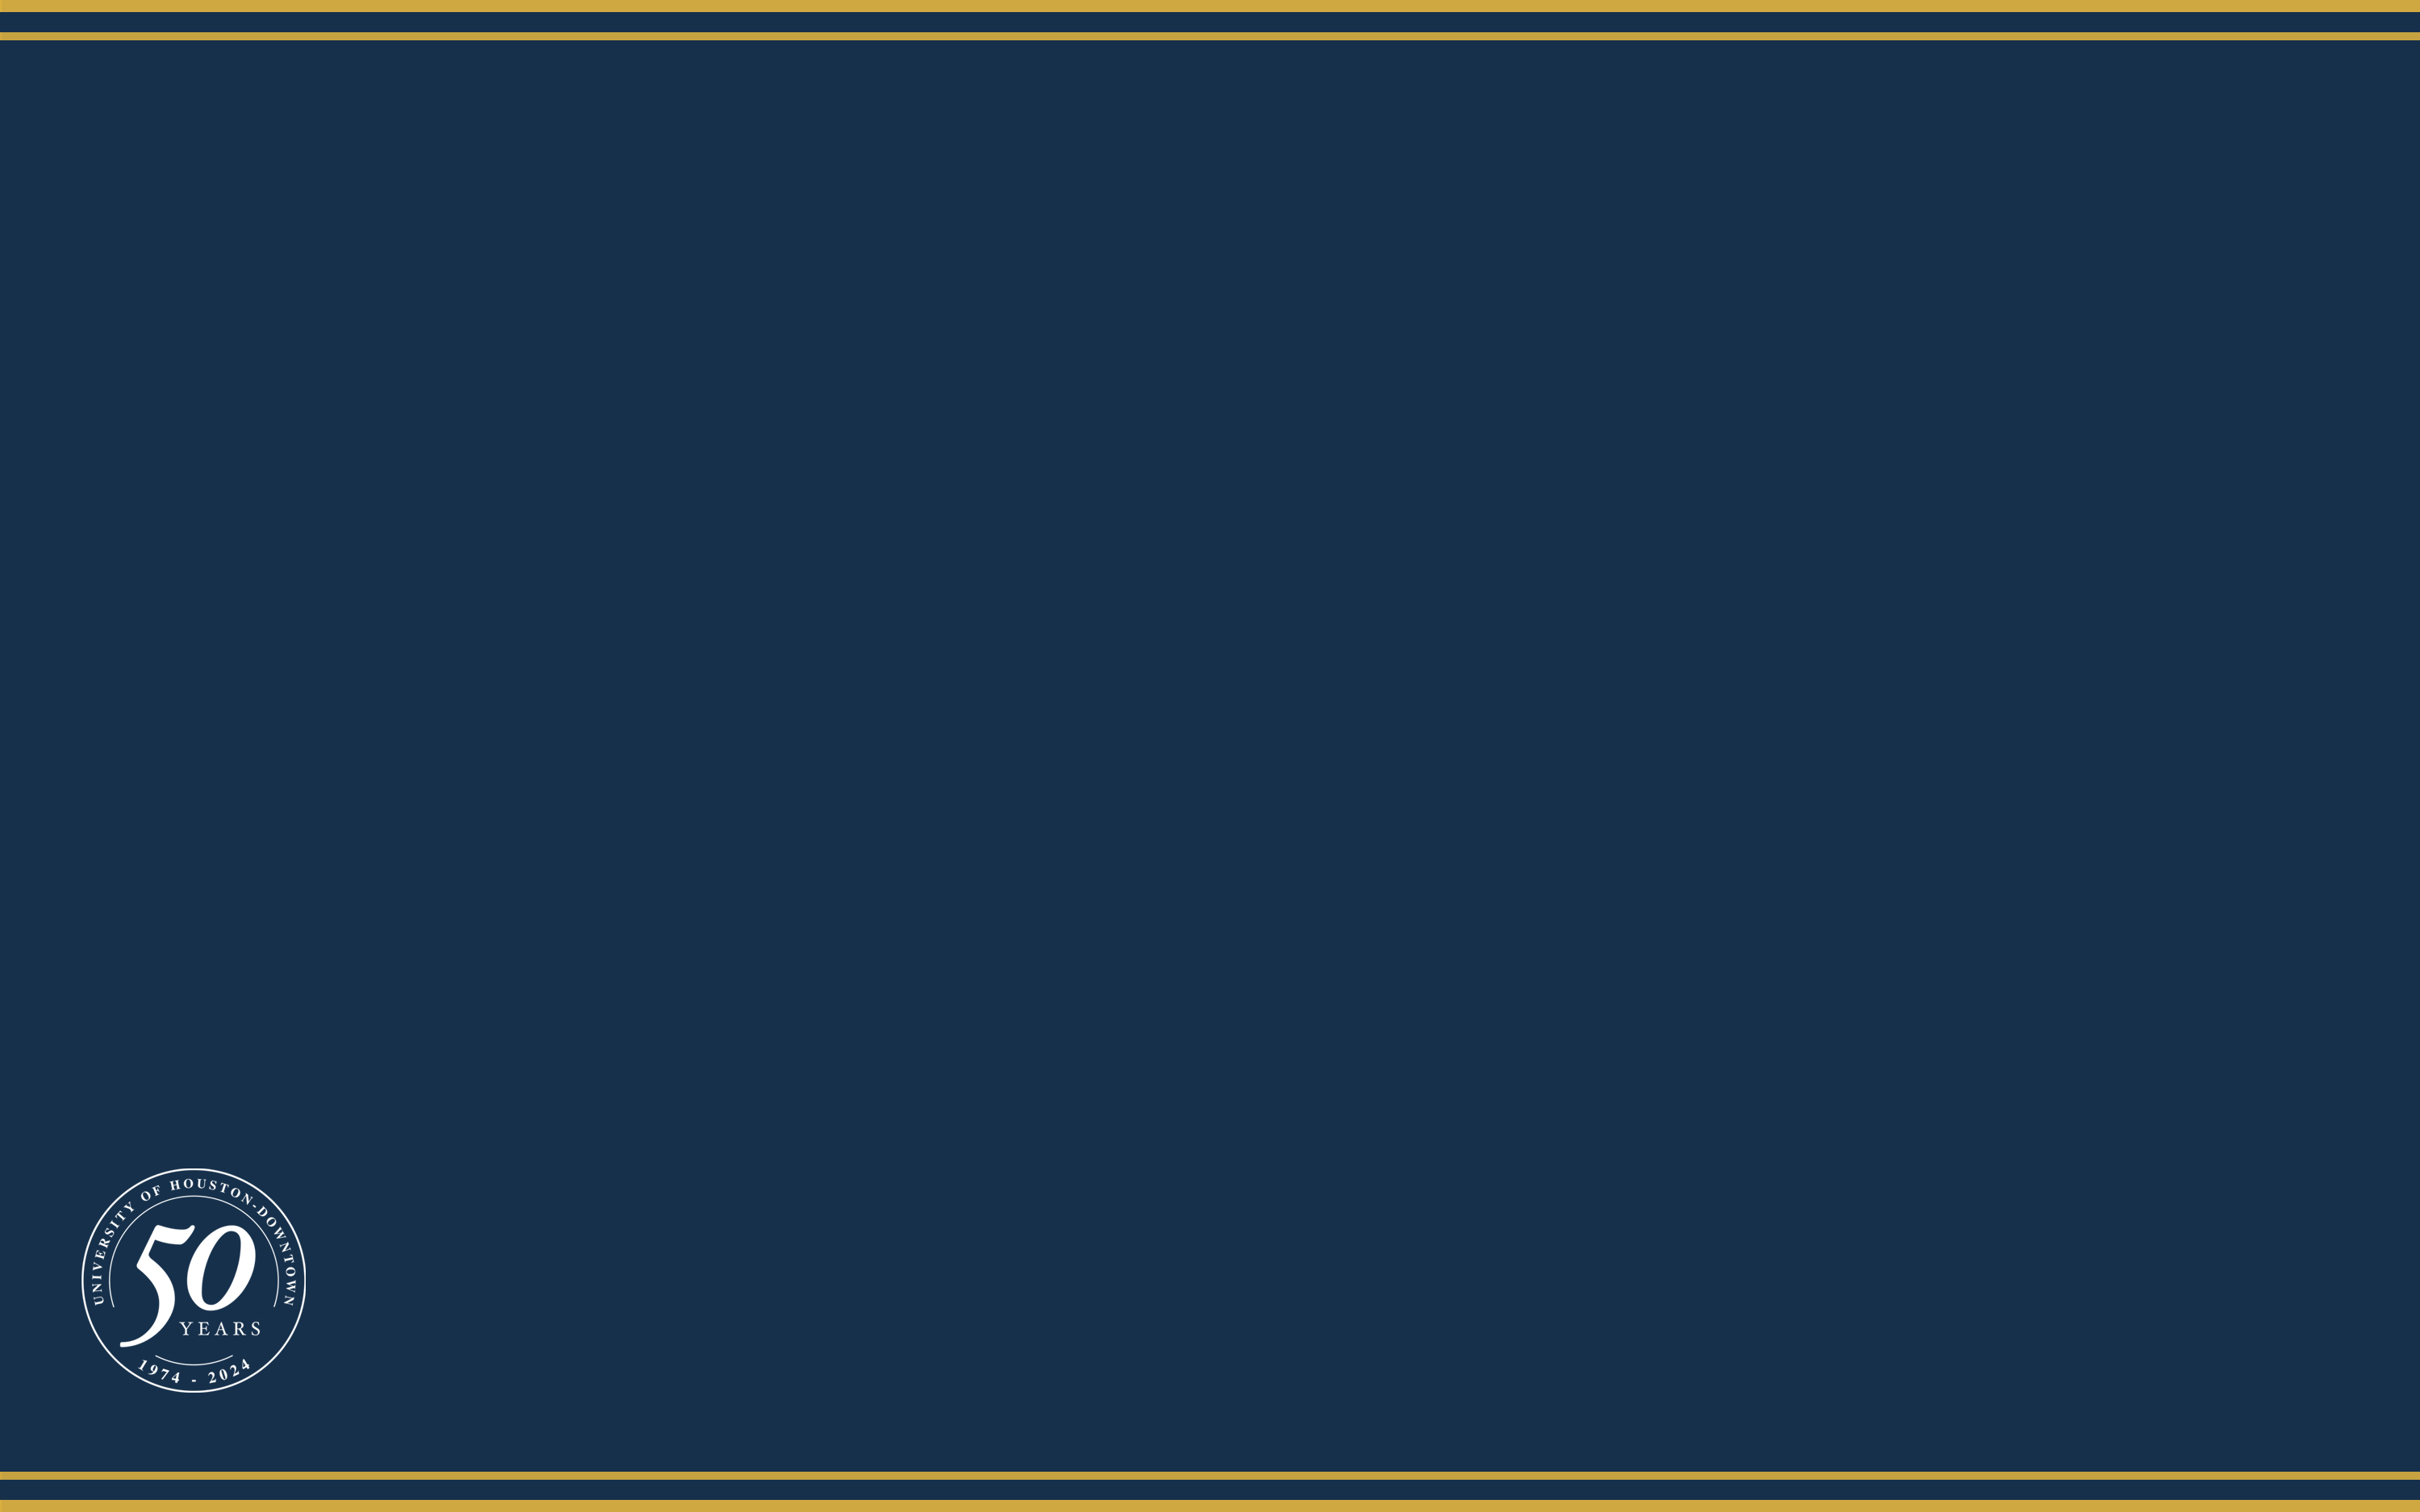 UNIVERSITY OF HOUSTON-DOWNTOWN
50
YEARS
1974 - 2024